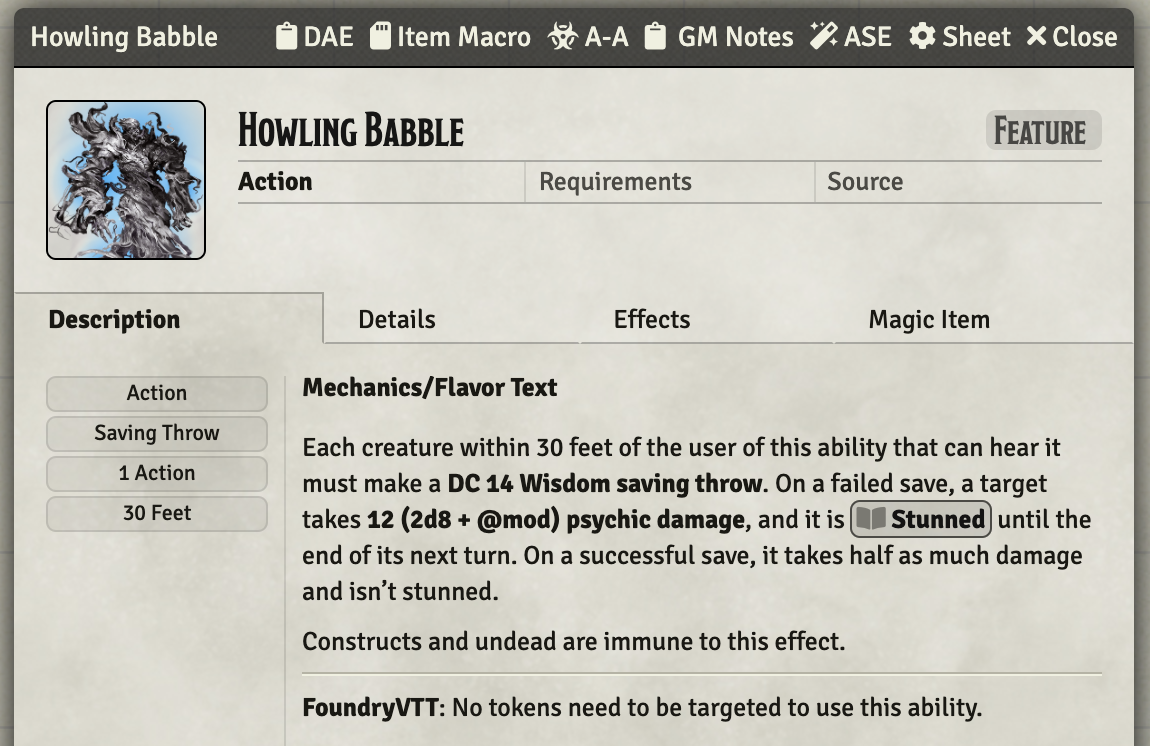 Howling Babble DAE Item Macro A-A GM Notes ASE Sheet Close
Howling Babble Feature
Action Requirements Source
Description Details Effects Magic Item
Action
Saving Throw
1 Action
30 Feet
Mechanics/Flavor Text
Each creature within 30 feet of the user of this ability that can hear it
must make a DC 14 Wisdom saving throw. On a failed save, a target
takes 12 (2d8 + @mod) psychic damage, and it is Stunned until the
end of its next turn. On a successful save, it takes half as much damage
and isn’t stunned.
Constructs and undead are immune to this effect.
FoundryVTT: No tokens need to be targeted to use this ability.